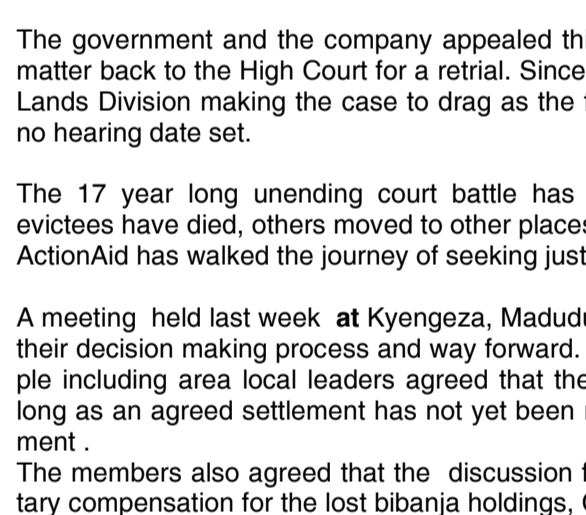 The government and the company appealed
matter back to the High Court for a retrial. Since
Lands Division making the case to drag as the
no hearing date set.
The 17 year long unending court battle has
evictees have died, others moved to other places
ActionAid has walked the journey of seeking just
A meeting held last week at Kyengeza,
their decision making process and way forward.
ple including area local leaders agreed that the
long as an agreed settlement has not yet been
ment .
The members also agreed that the discussion
tary compensation for the lost bibanja holdings,